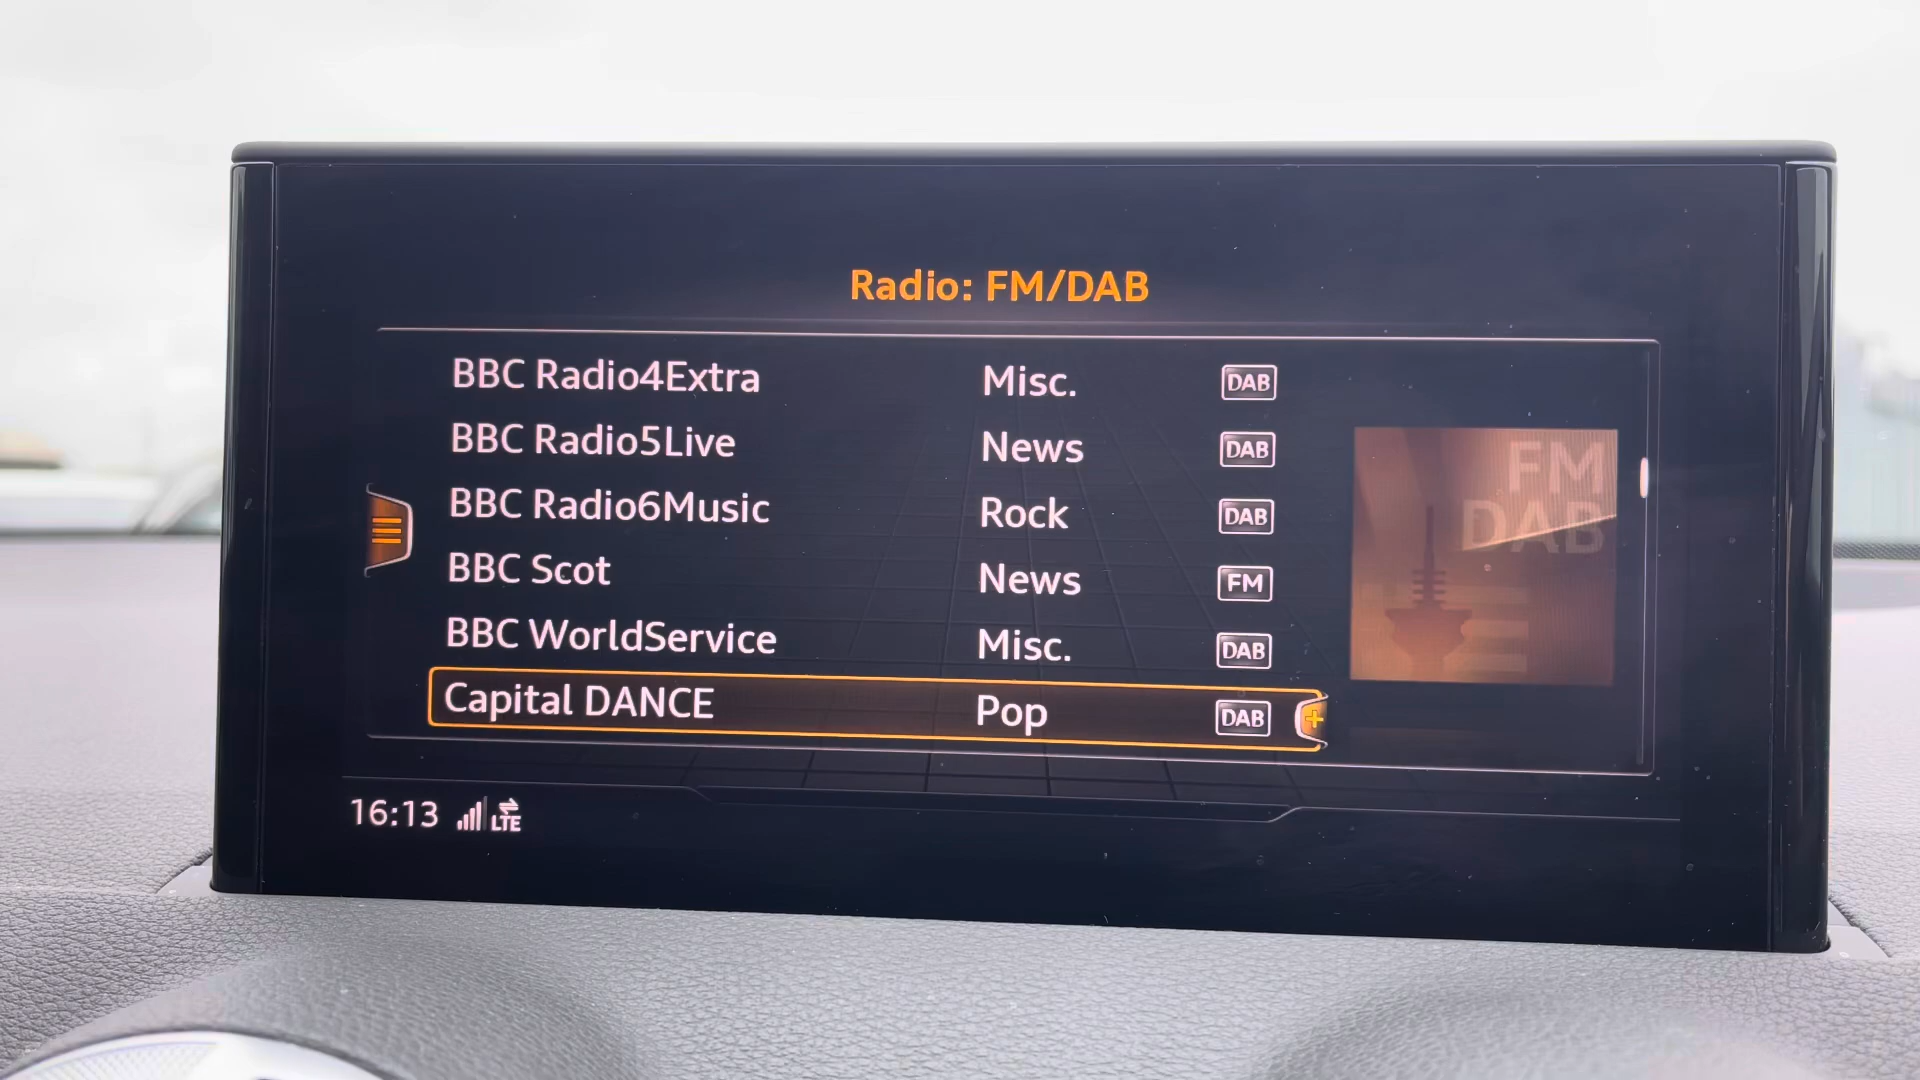 Radio: FM/DAB
BBC Radio4Extra Misc. DAB
BBC Radio5Live News DAB
BBC Radio6Music Rock DAB
BBC Scot News FM
BBC WorldService Misc. DAB
Capital DANCE Pop DAB
FM
DAB
16:13 LTE